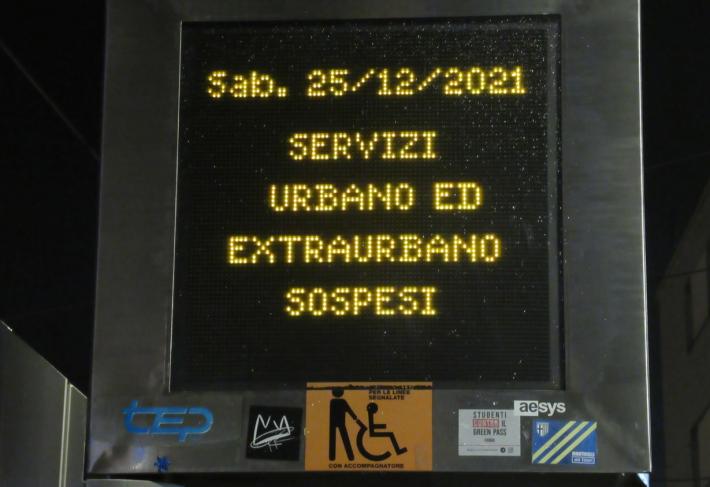 Sab. 25/12/2021
SERVIZI
URBANO ED
EXTRAURBANO
SOSPESI
PER LE LINEE
SEGNALATE
CON ACCOMPAGNATORE
tep
STUDENTI
CONTRO IL
GREEN PASS
aesys